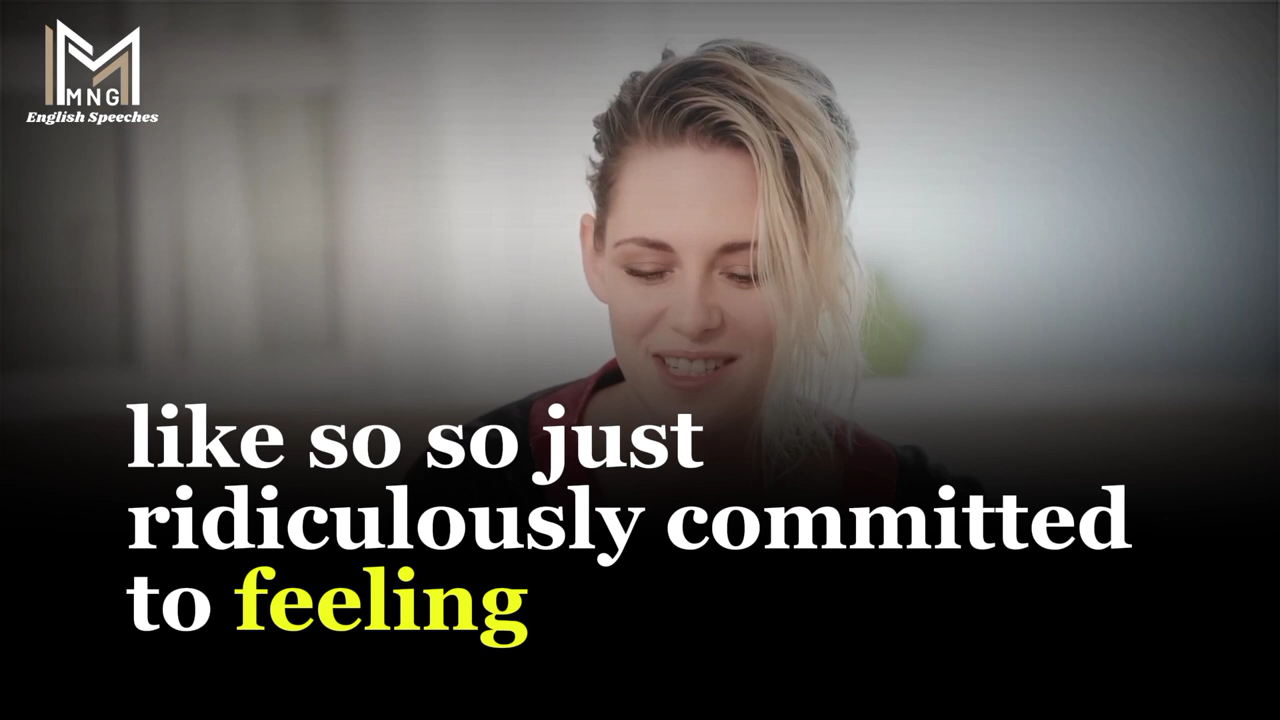 MNG
English Speeches
like so so just
ridiculously committed
to feeling